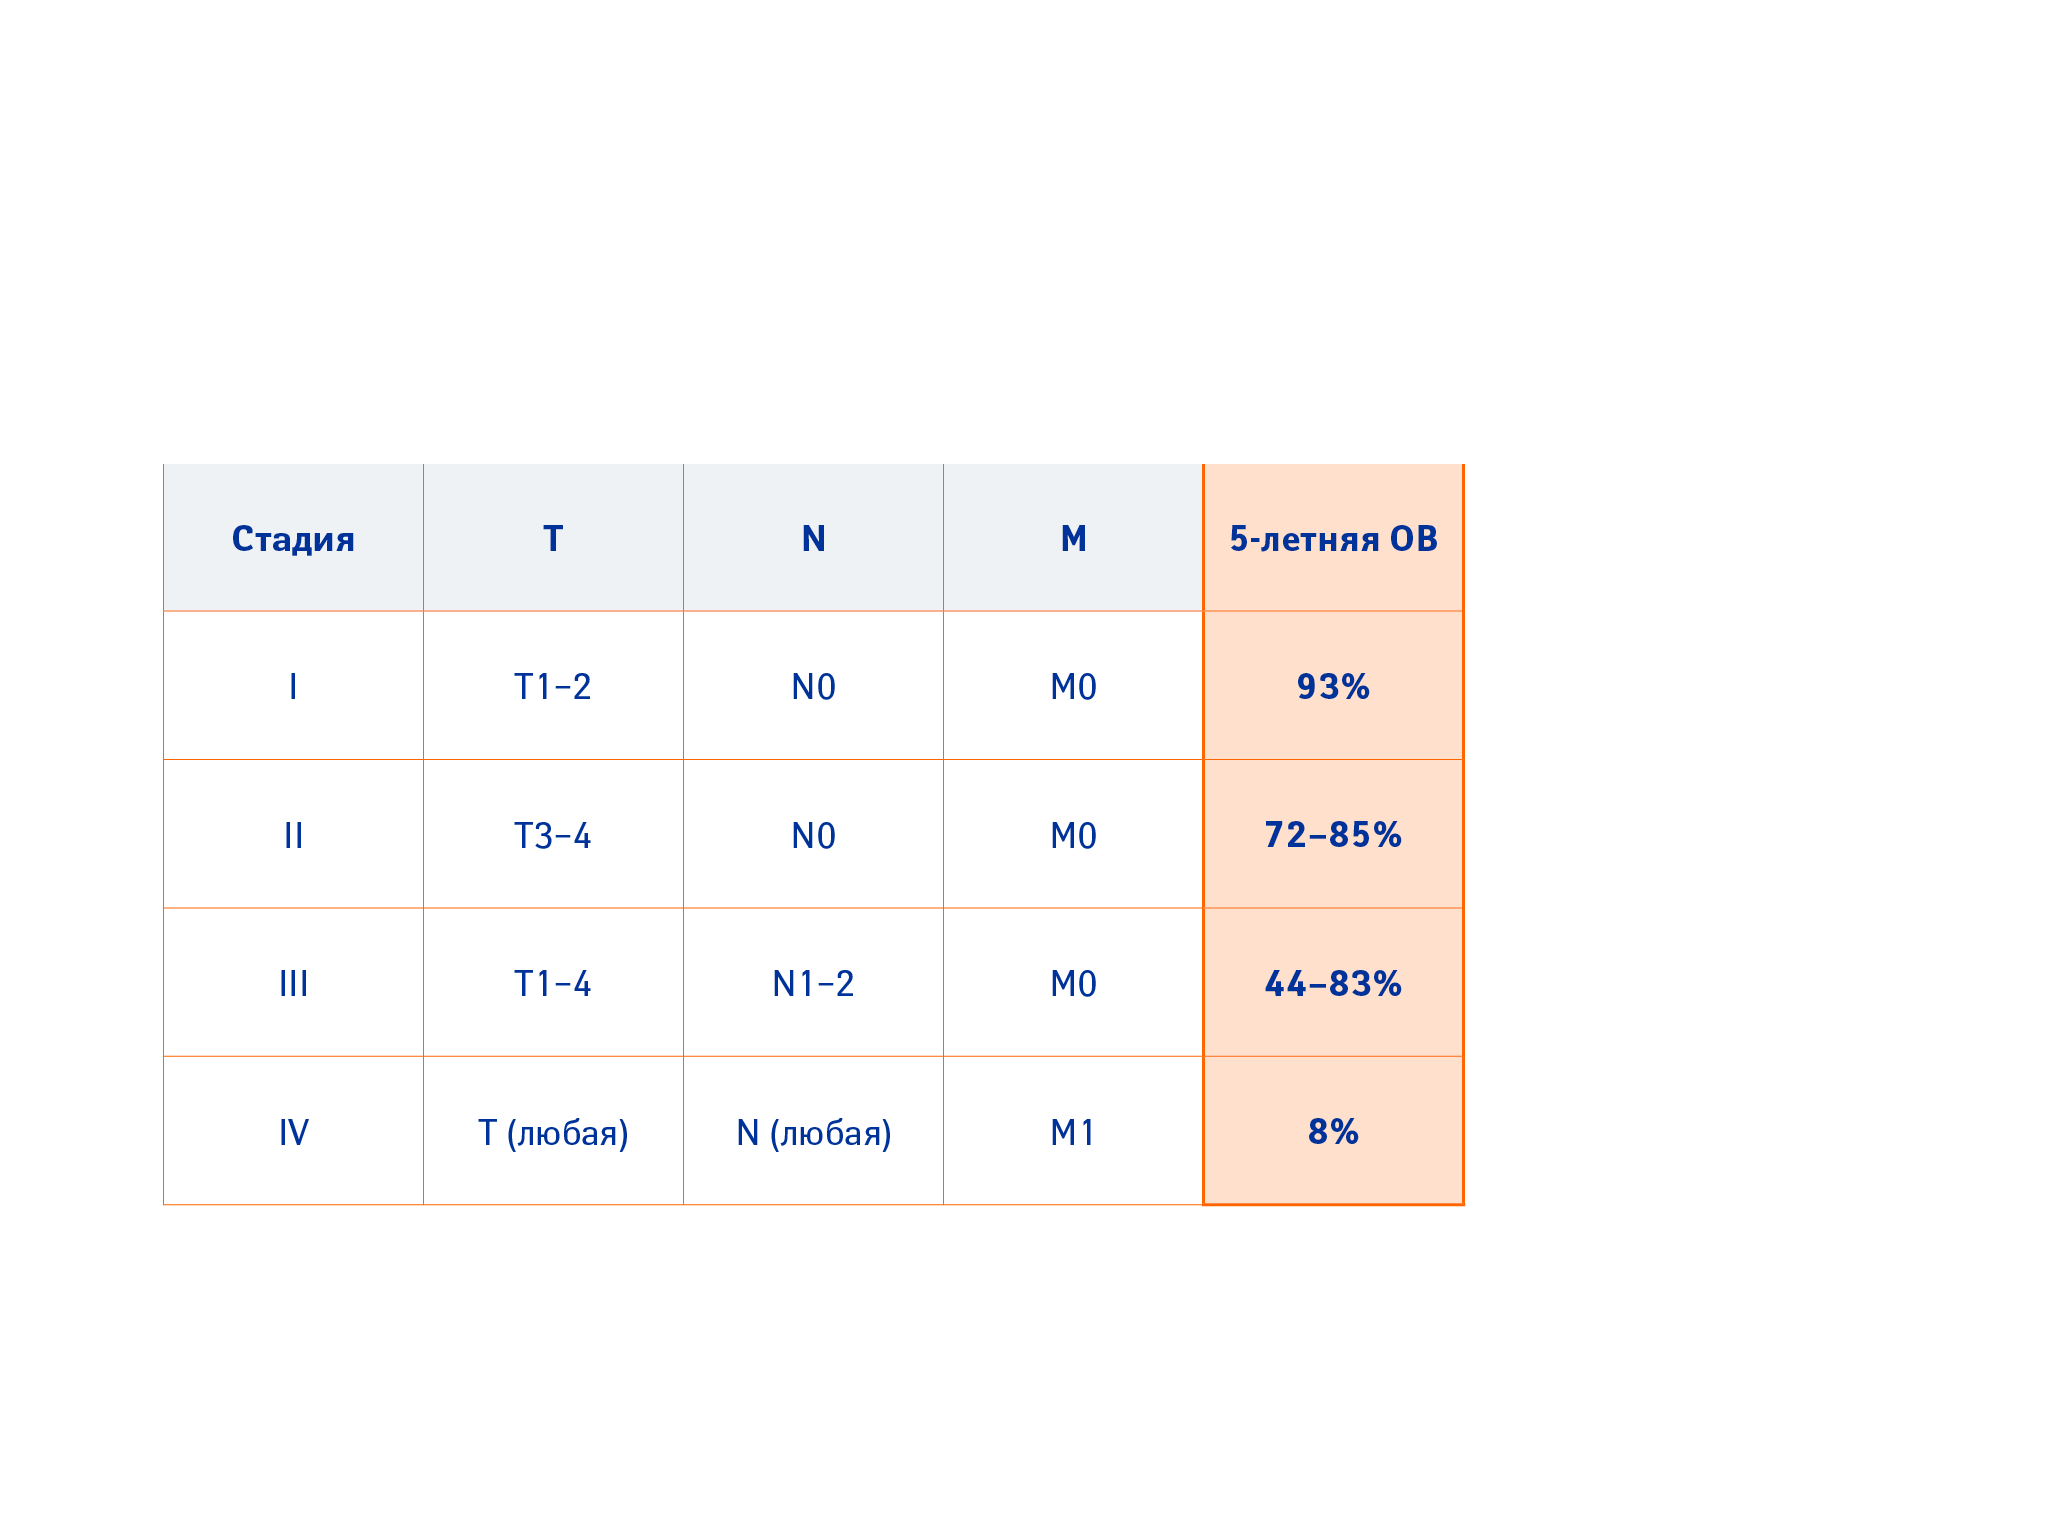 Стадия T N M 5-летняя ОВ
I T1–2 N0 M0 93%
II T3–4 N0 M0 72–85%
III T1–4 N1–2 M0 44–83%
IV T (любая) N (любая) M1 8%